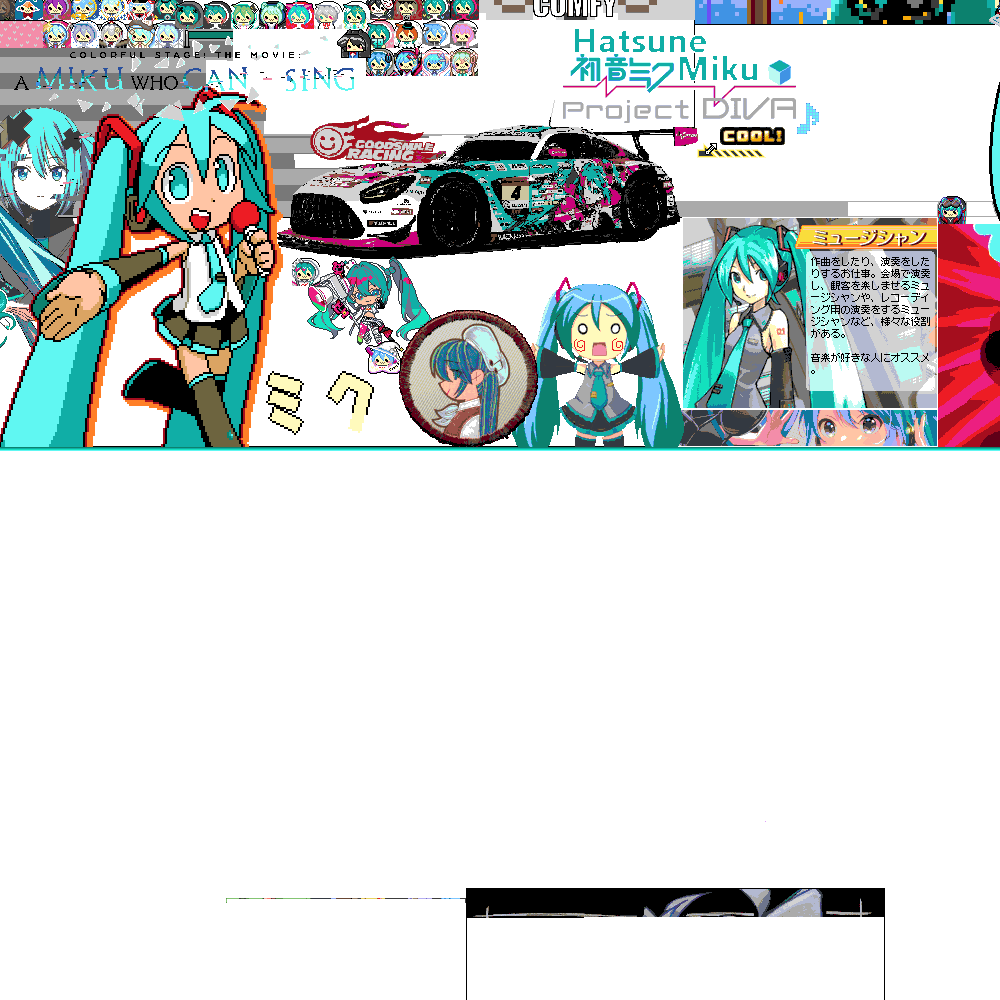 COMFY
COLORFUL STAGE! THE MOVIE:
A MIKU WHO CAN - SING
Hatsune
初音ミク Miku
Project DIVA
COOL!
GOODSMILE
RACING
4
ミュージシャン
作曲をしたり、演奏をした
りするお仕事。会場で演奏
し、観客を楽しませるミュ
ージシャンや、レコーディ
ング用の演奏をするミュー
ジシャンなど、様々な役割
がある。
音楽が好きな人にオススメ
。
ミク